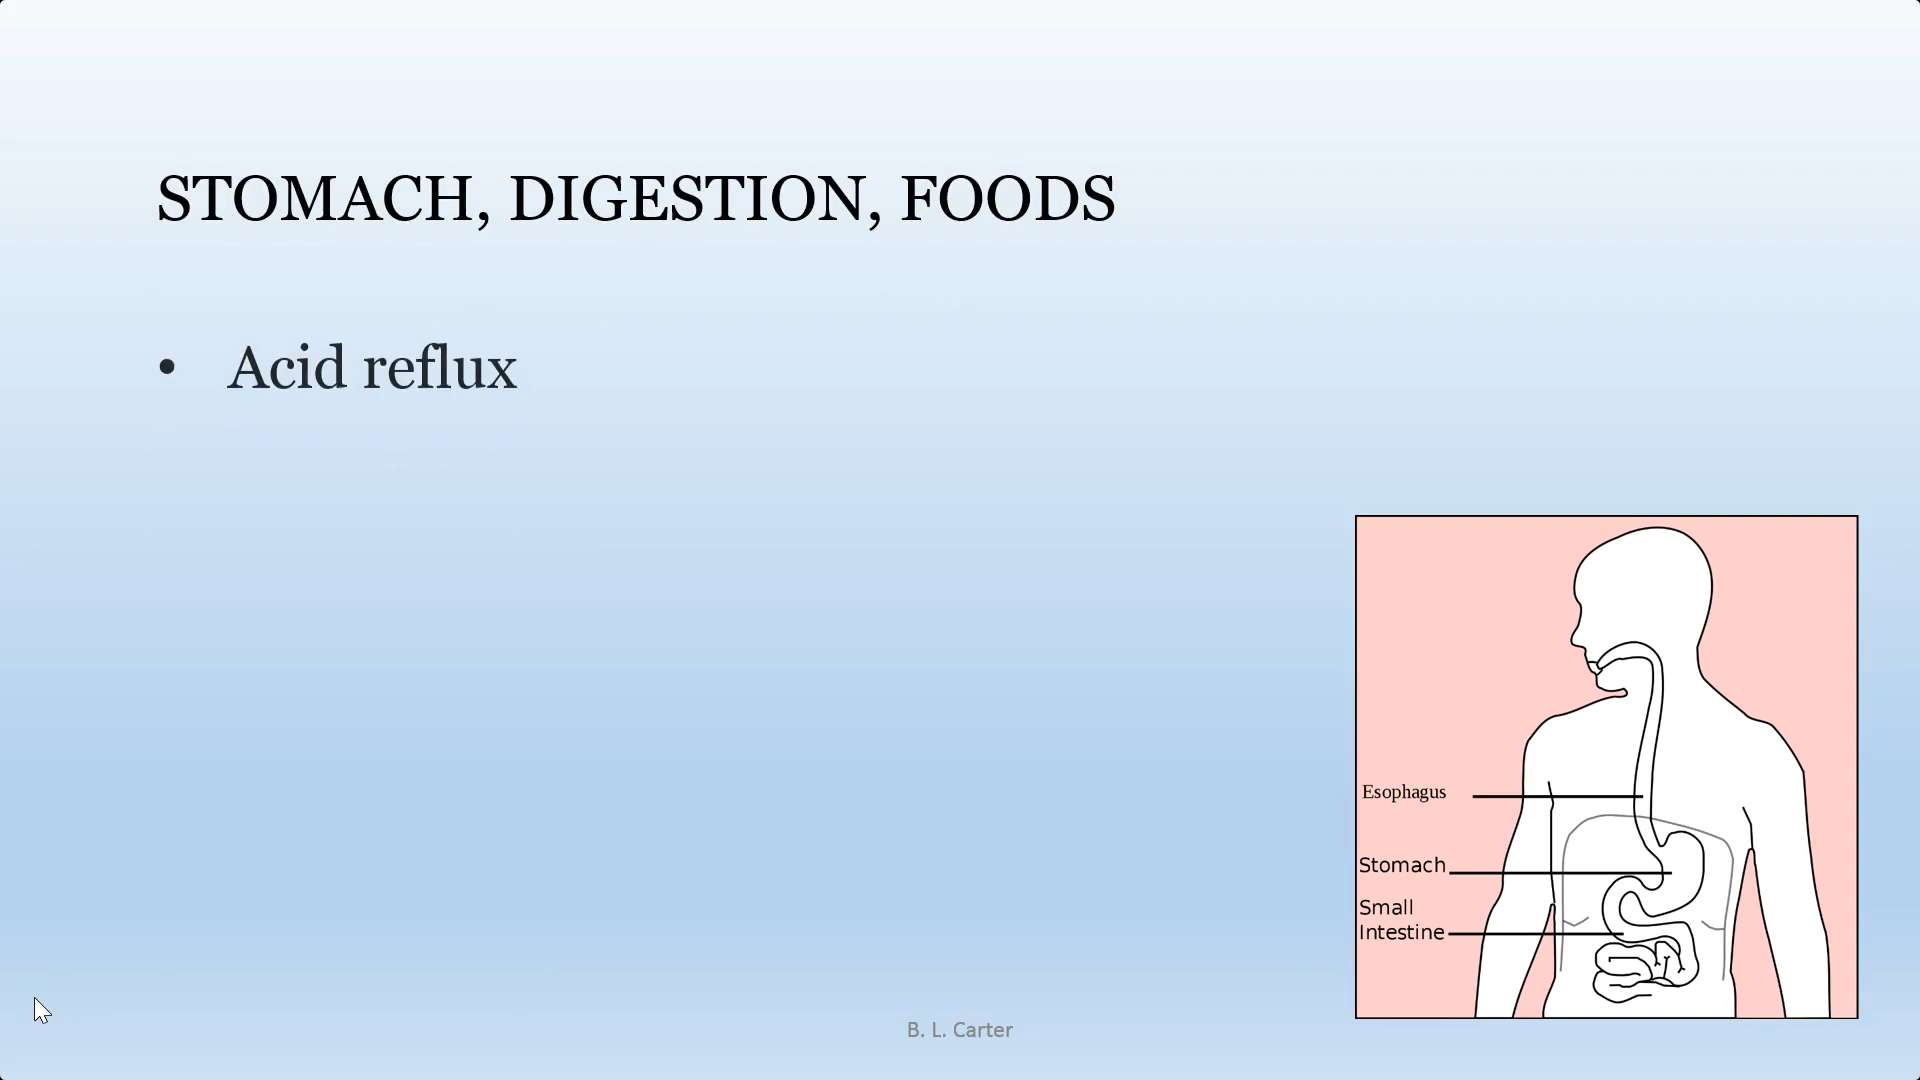 STOMACH, DIGESTION, FOODS
• Acid reflux
Esophagus
Stomach
Small
Intestine
B. L. Carter